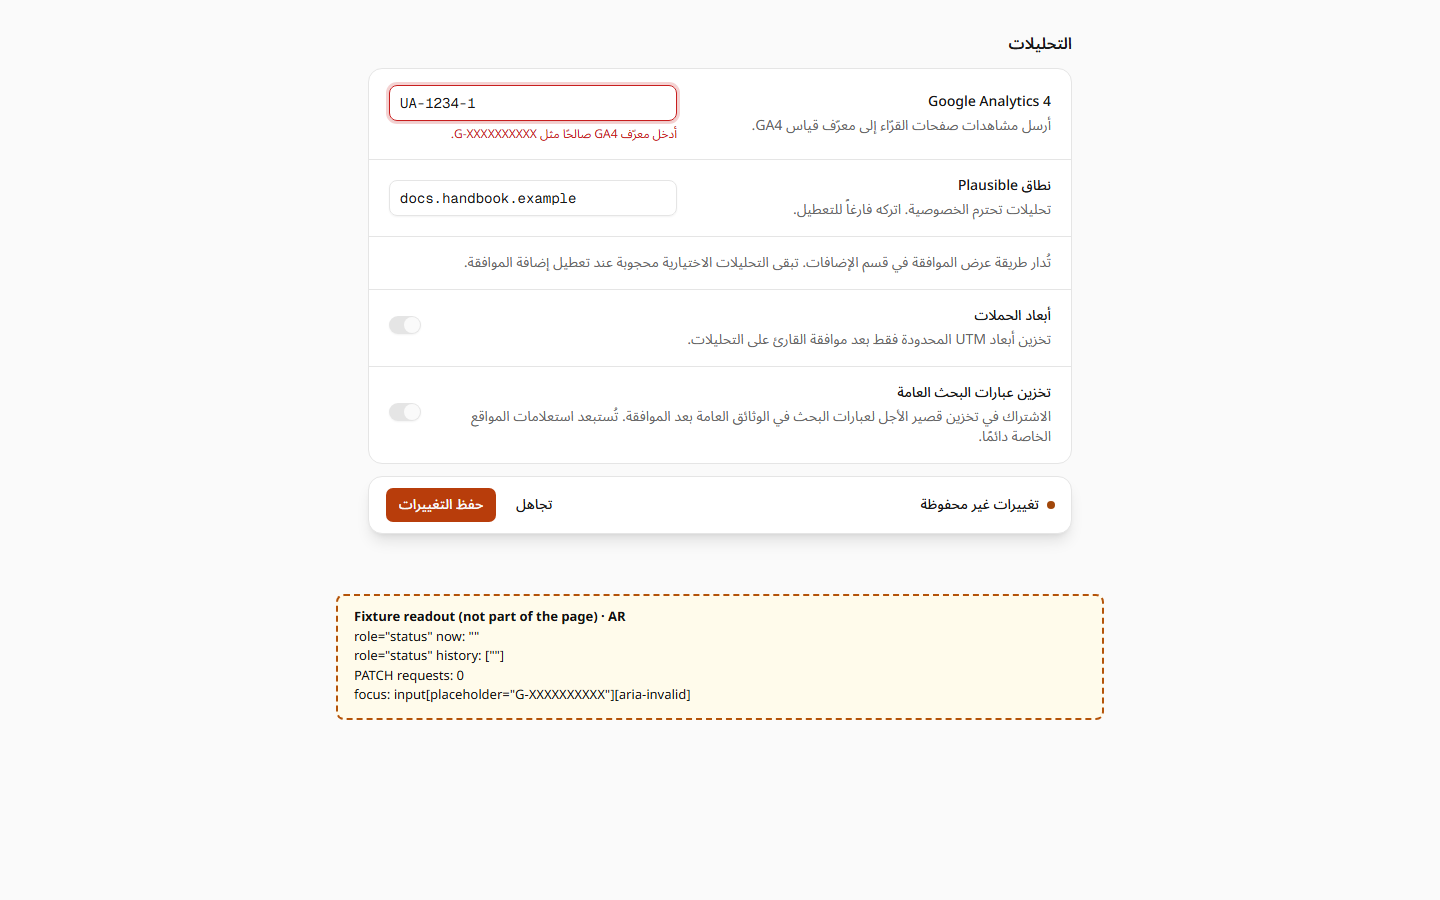 التحليلات
Google Analytics 4
أرسل مشاهدات صفحات القرّاء إلى معرّف قياس GA4.
UA-1234-1
أدخل معرّف GA4 صالحًا مثل G-XXXXXXXXXX.
نطاق Plausible
تحليلات تحترم الخصوصية. اتركه فارغاً للتعطيل.
docs.handbook.example
تُدار طريقة عرض الموافقة في قسم الإضافات. تبقى التحليلات الاختيارية محجوبة عند تعطيل إضافة الموافقة.
أبعاد الحملات
تخزين أبعاد UTM المحدودة فقط بعد موافقة القارئ على التحليلات.
تخزين عبارات البحث العامة
الاشتراك في تخزين قصير الأجل لعبارات البحث في الوثائق العامة بعد الموافقة. تُستبعد استعلامات المواقع
الخاصة دائمًا.
تغييرات غير محفوظة
تجاهل
حفظ التغييرات
Fixture readout (not part of the page) · AR
role="status" now: ""
role="status" history: [""]
PATCH requests: 0
focus: input[placeholder="G-XXXXXXXXXX"][aria-invalid]